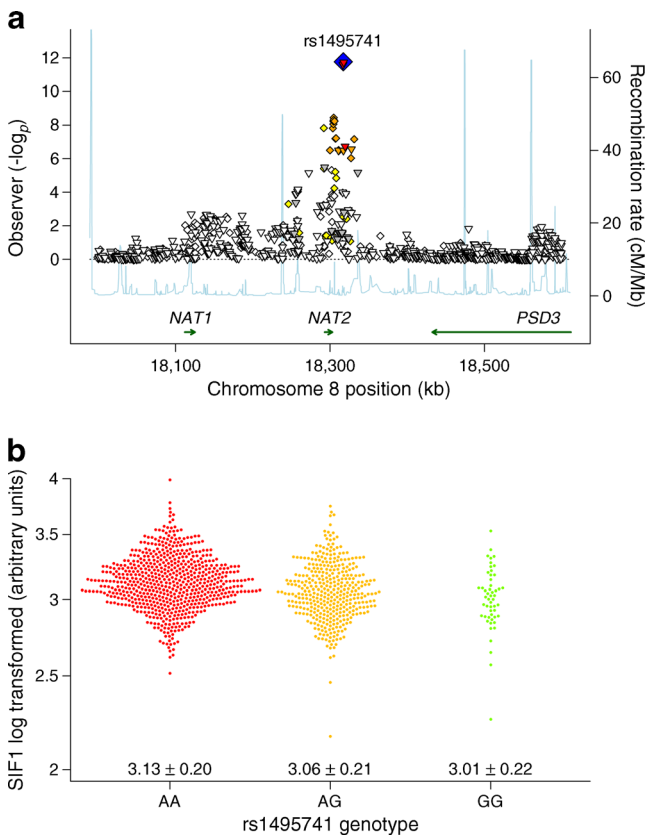 a
rs1495741
12
10
8
6
4
2
0
Observer (-logp)
60
40
20
0
Recombination rate (cM/Mb)
NAT1
NAT2
PSD3
18,100
18,300
18,500
Chromosome 8 position (kb)
b
4
3.5
3
2.5
2
SIF1 log transformed (arbitrary units)
3.13 ± 0.20
3.06 ± 0.21
3.01 ± 0.22
AA
AG
GG
rs1495741 genotype